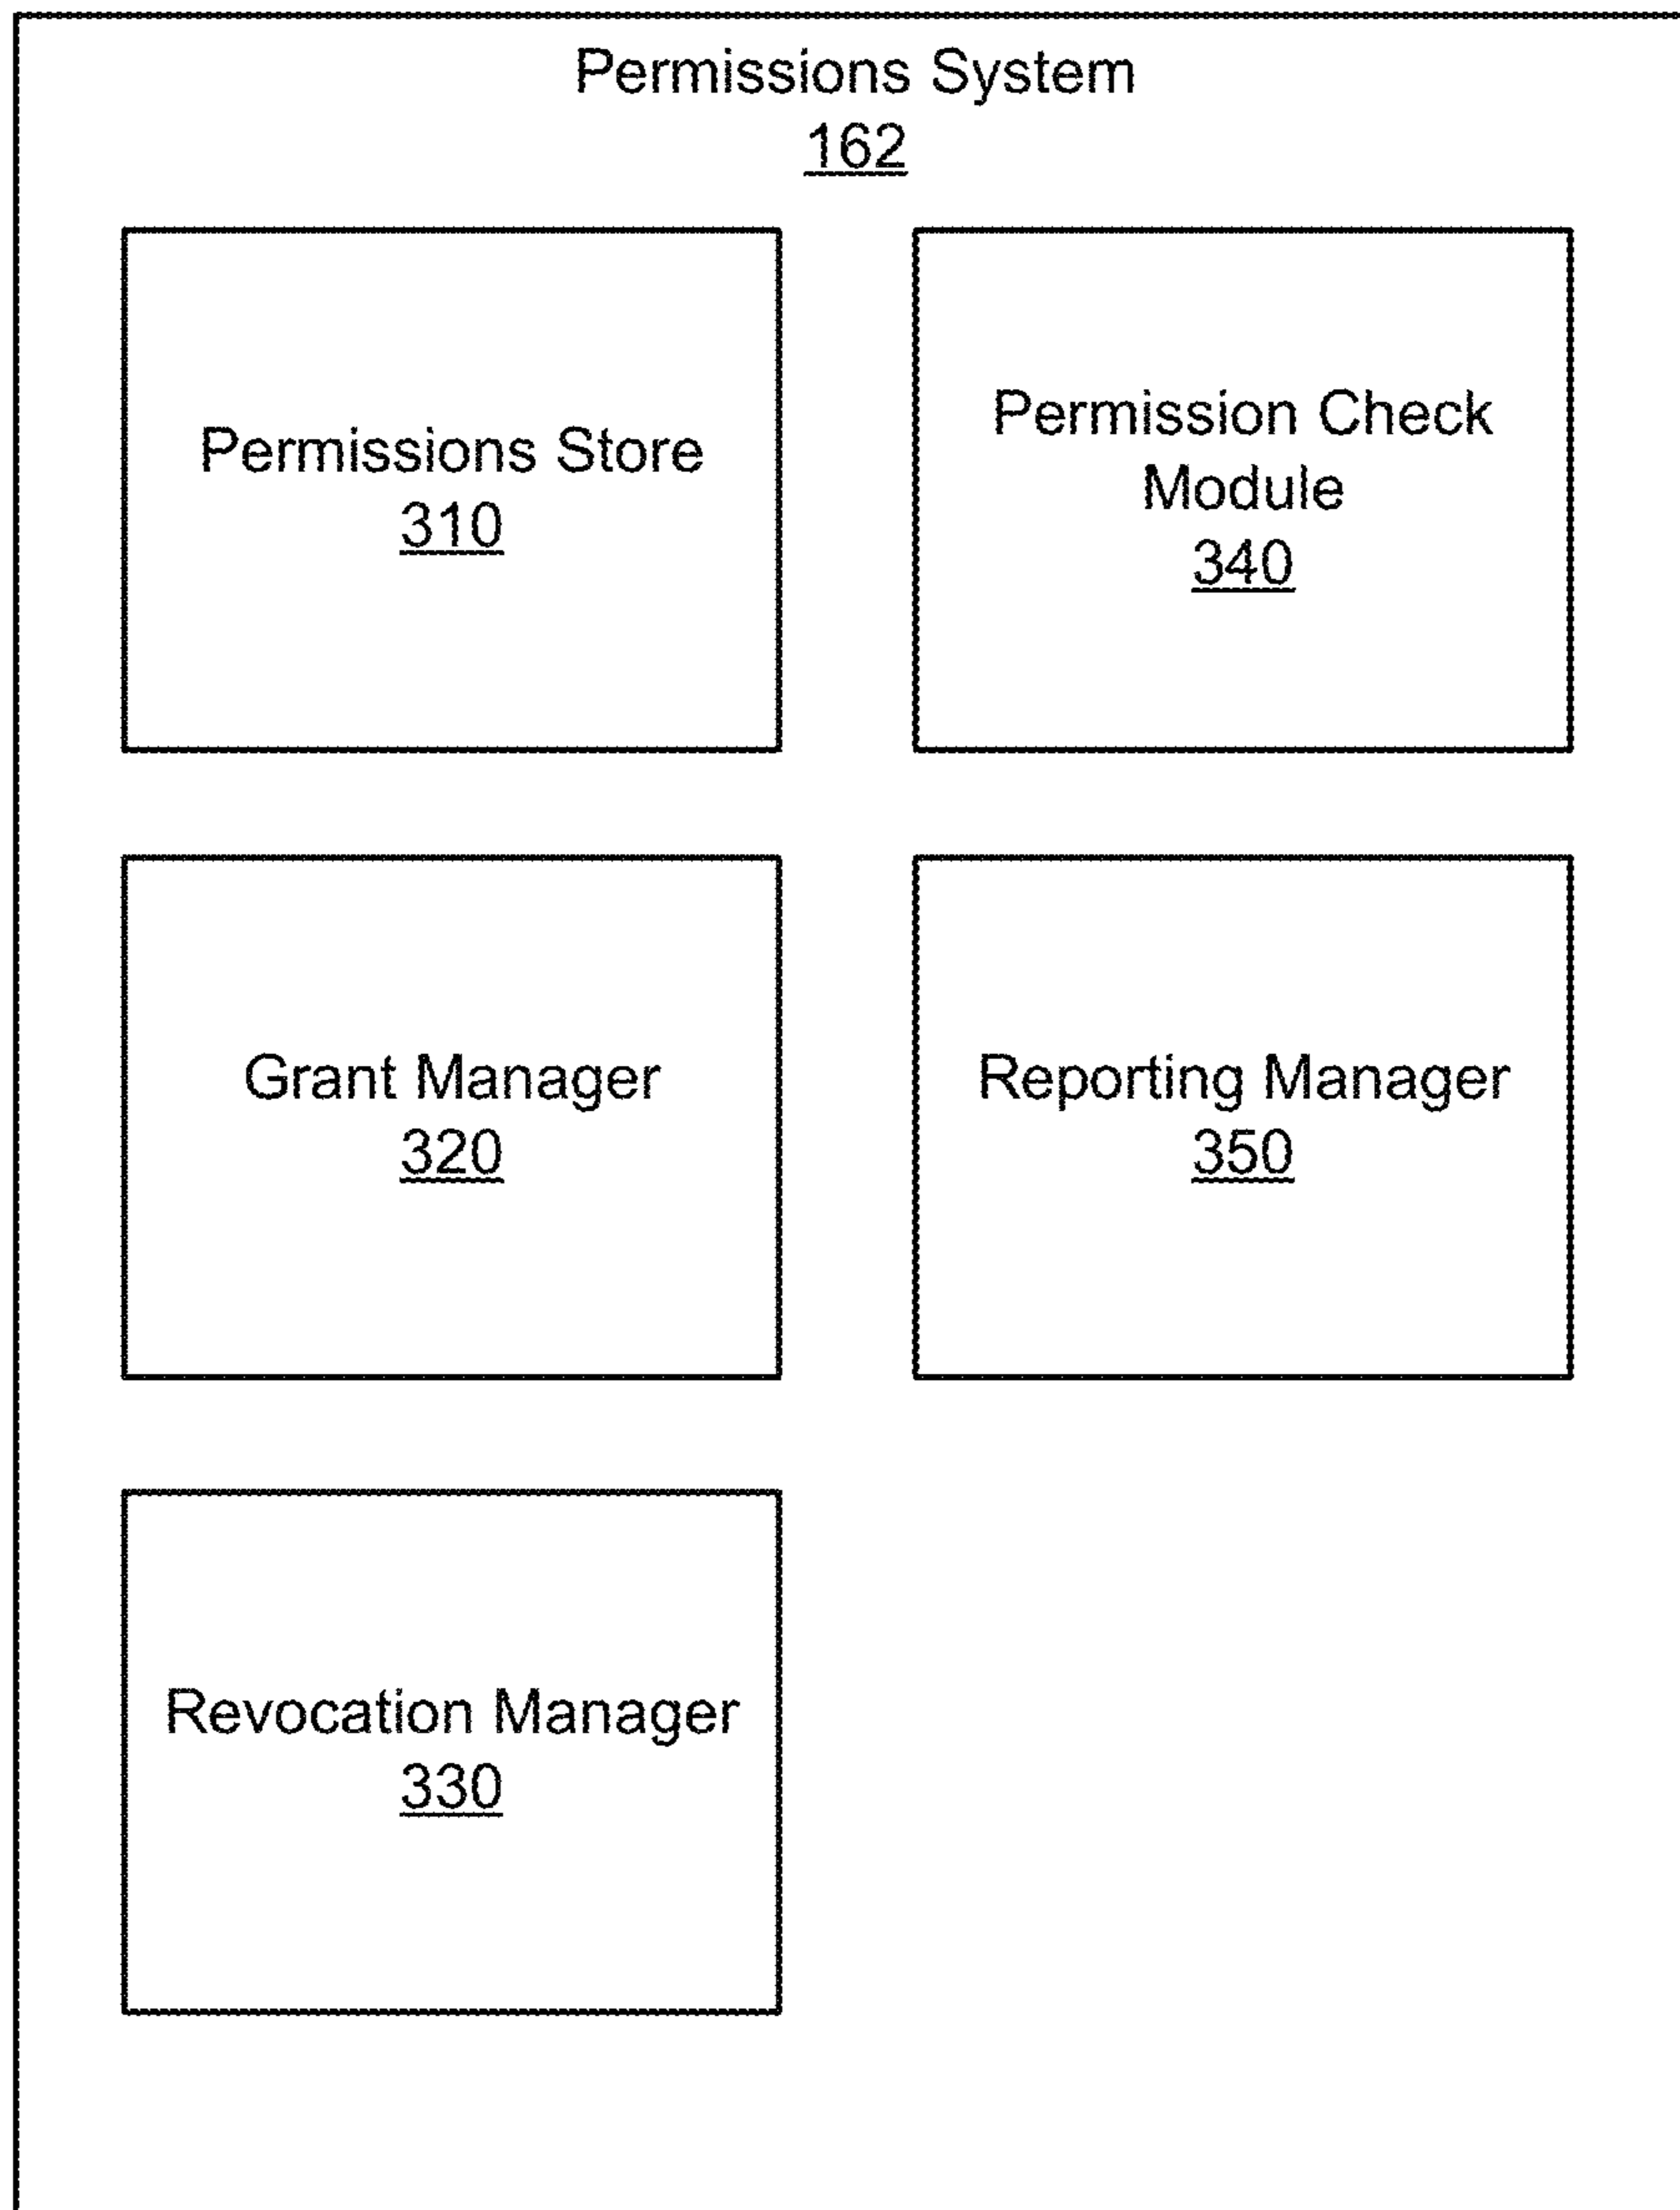 Permissions System
162
Permissions Store
310
Permission Check
Module
340
Grant Manager
320
Reporting Manager
350
Revocation Manager
330